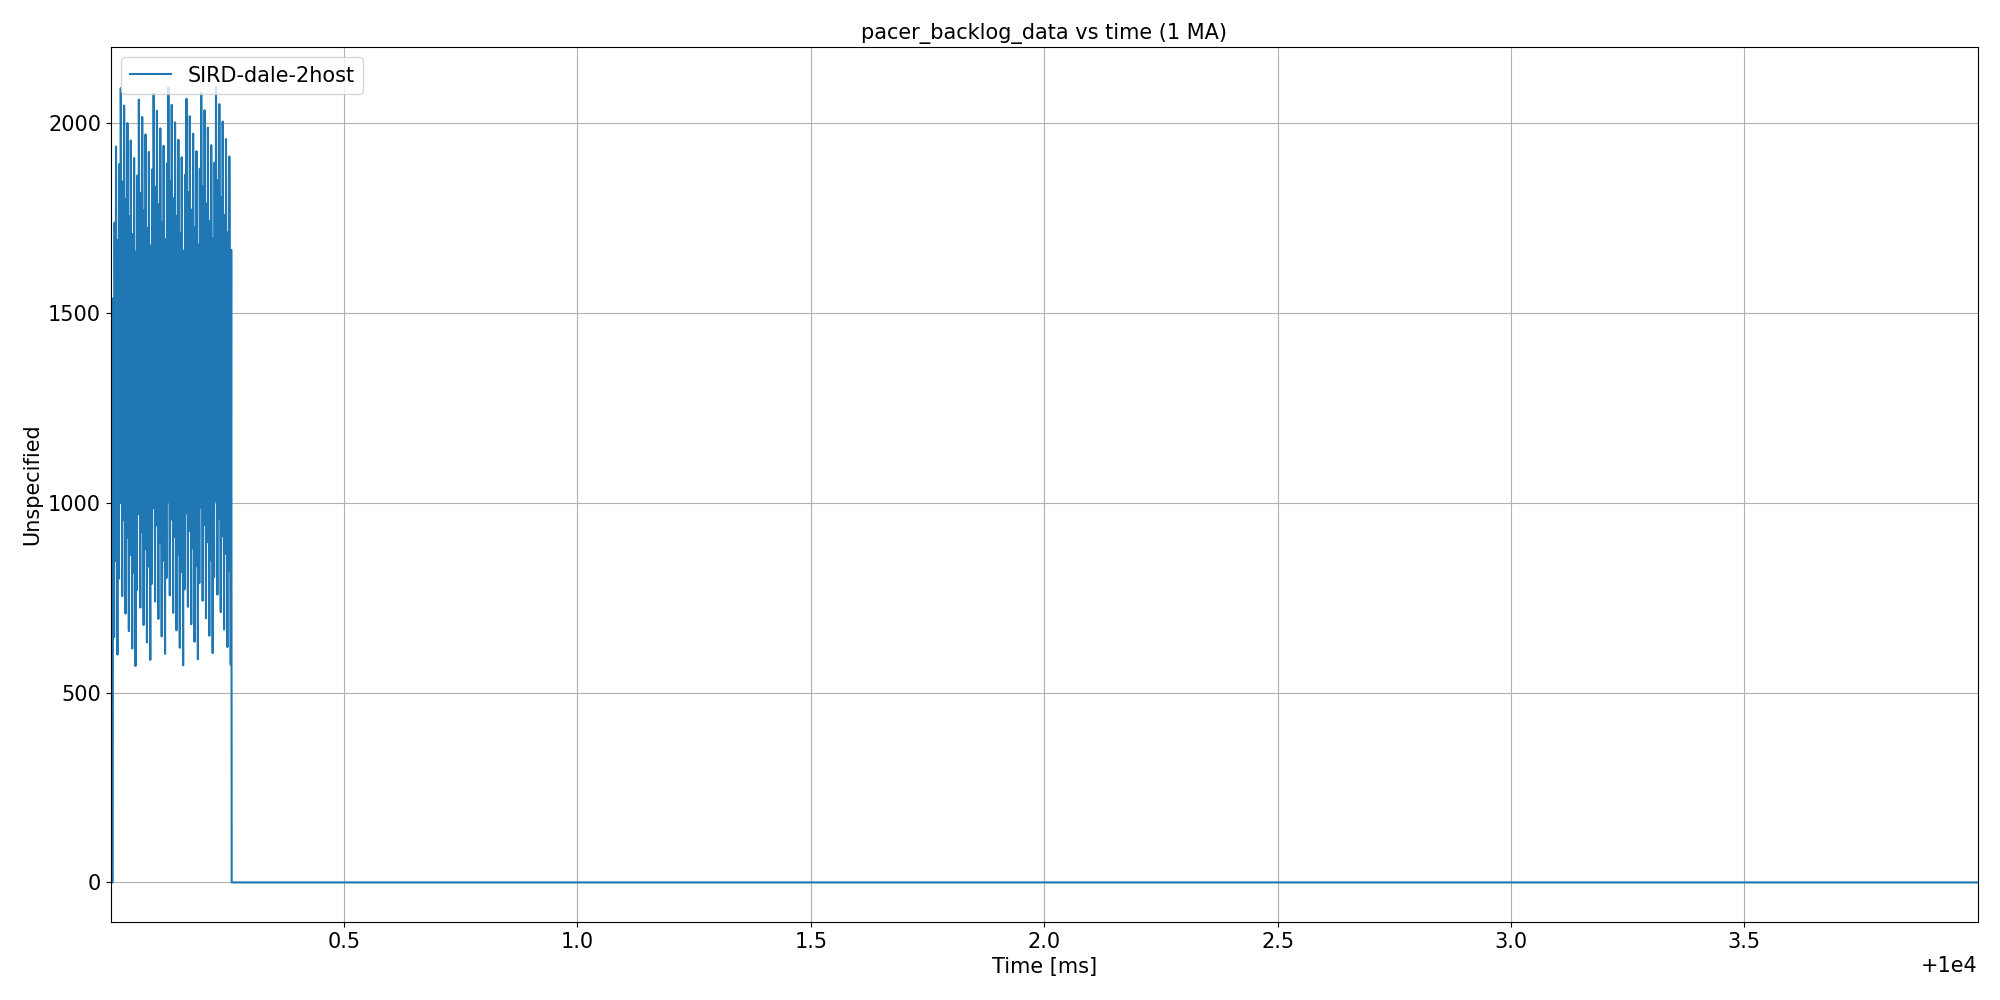 pacer_backlog_data vs time (1 MA)
SIRD-dale-2host
2000
1500
1000
500
0
Unspecified
0.5 1.0 1.5 2.0 2.5 3.0 3.5
Time [ms]
+1e4